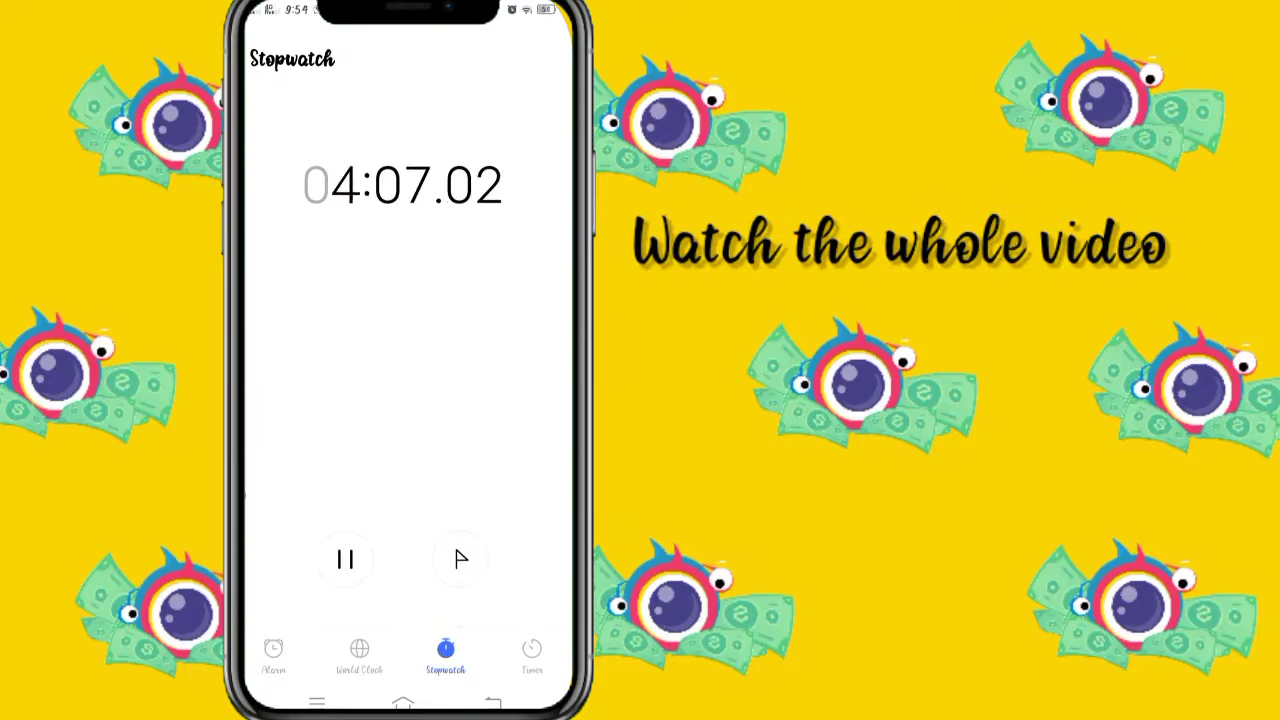 9:54
Stopwatch
04:07.02
Watch the whole video
Alarm
World Clock
Stopwatch
Timer